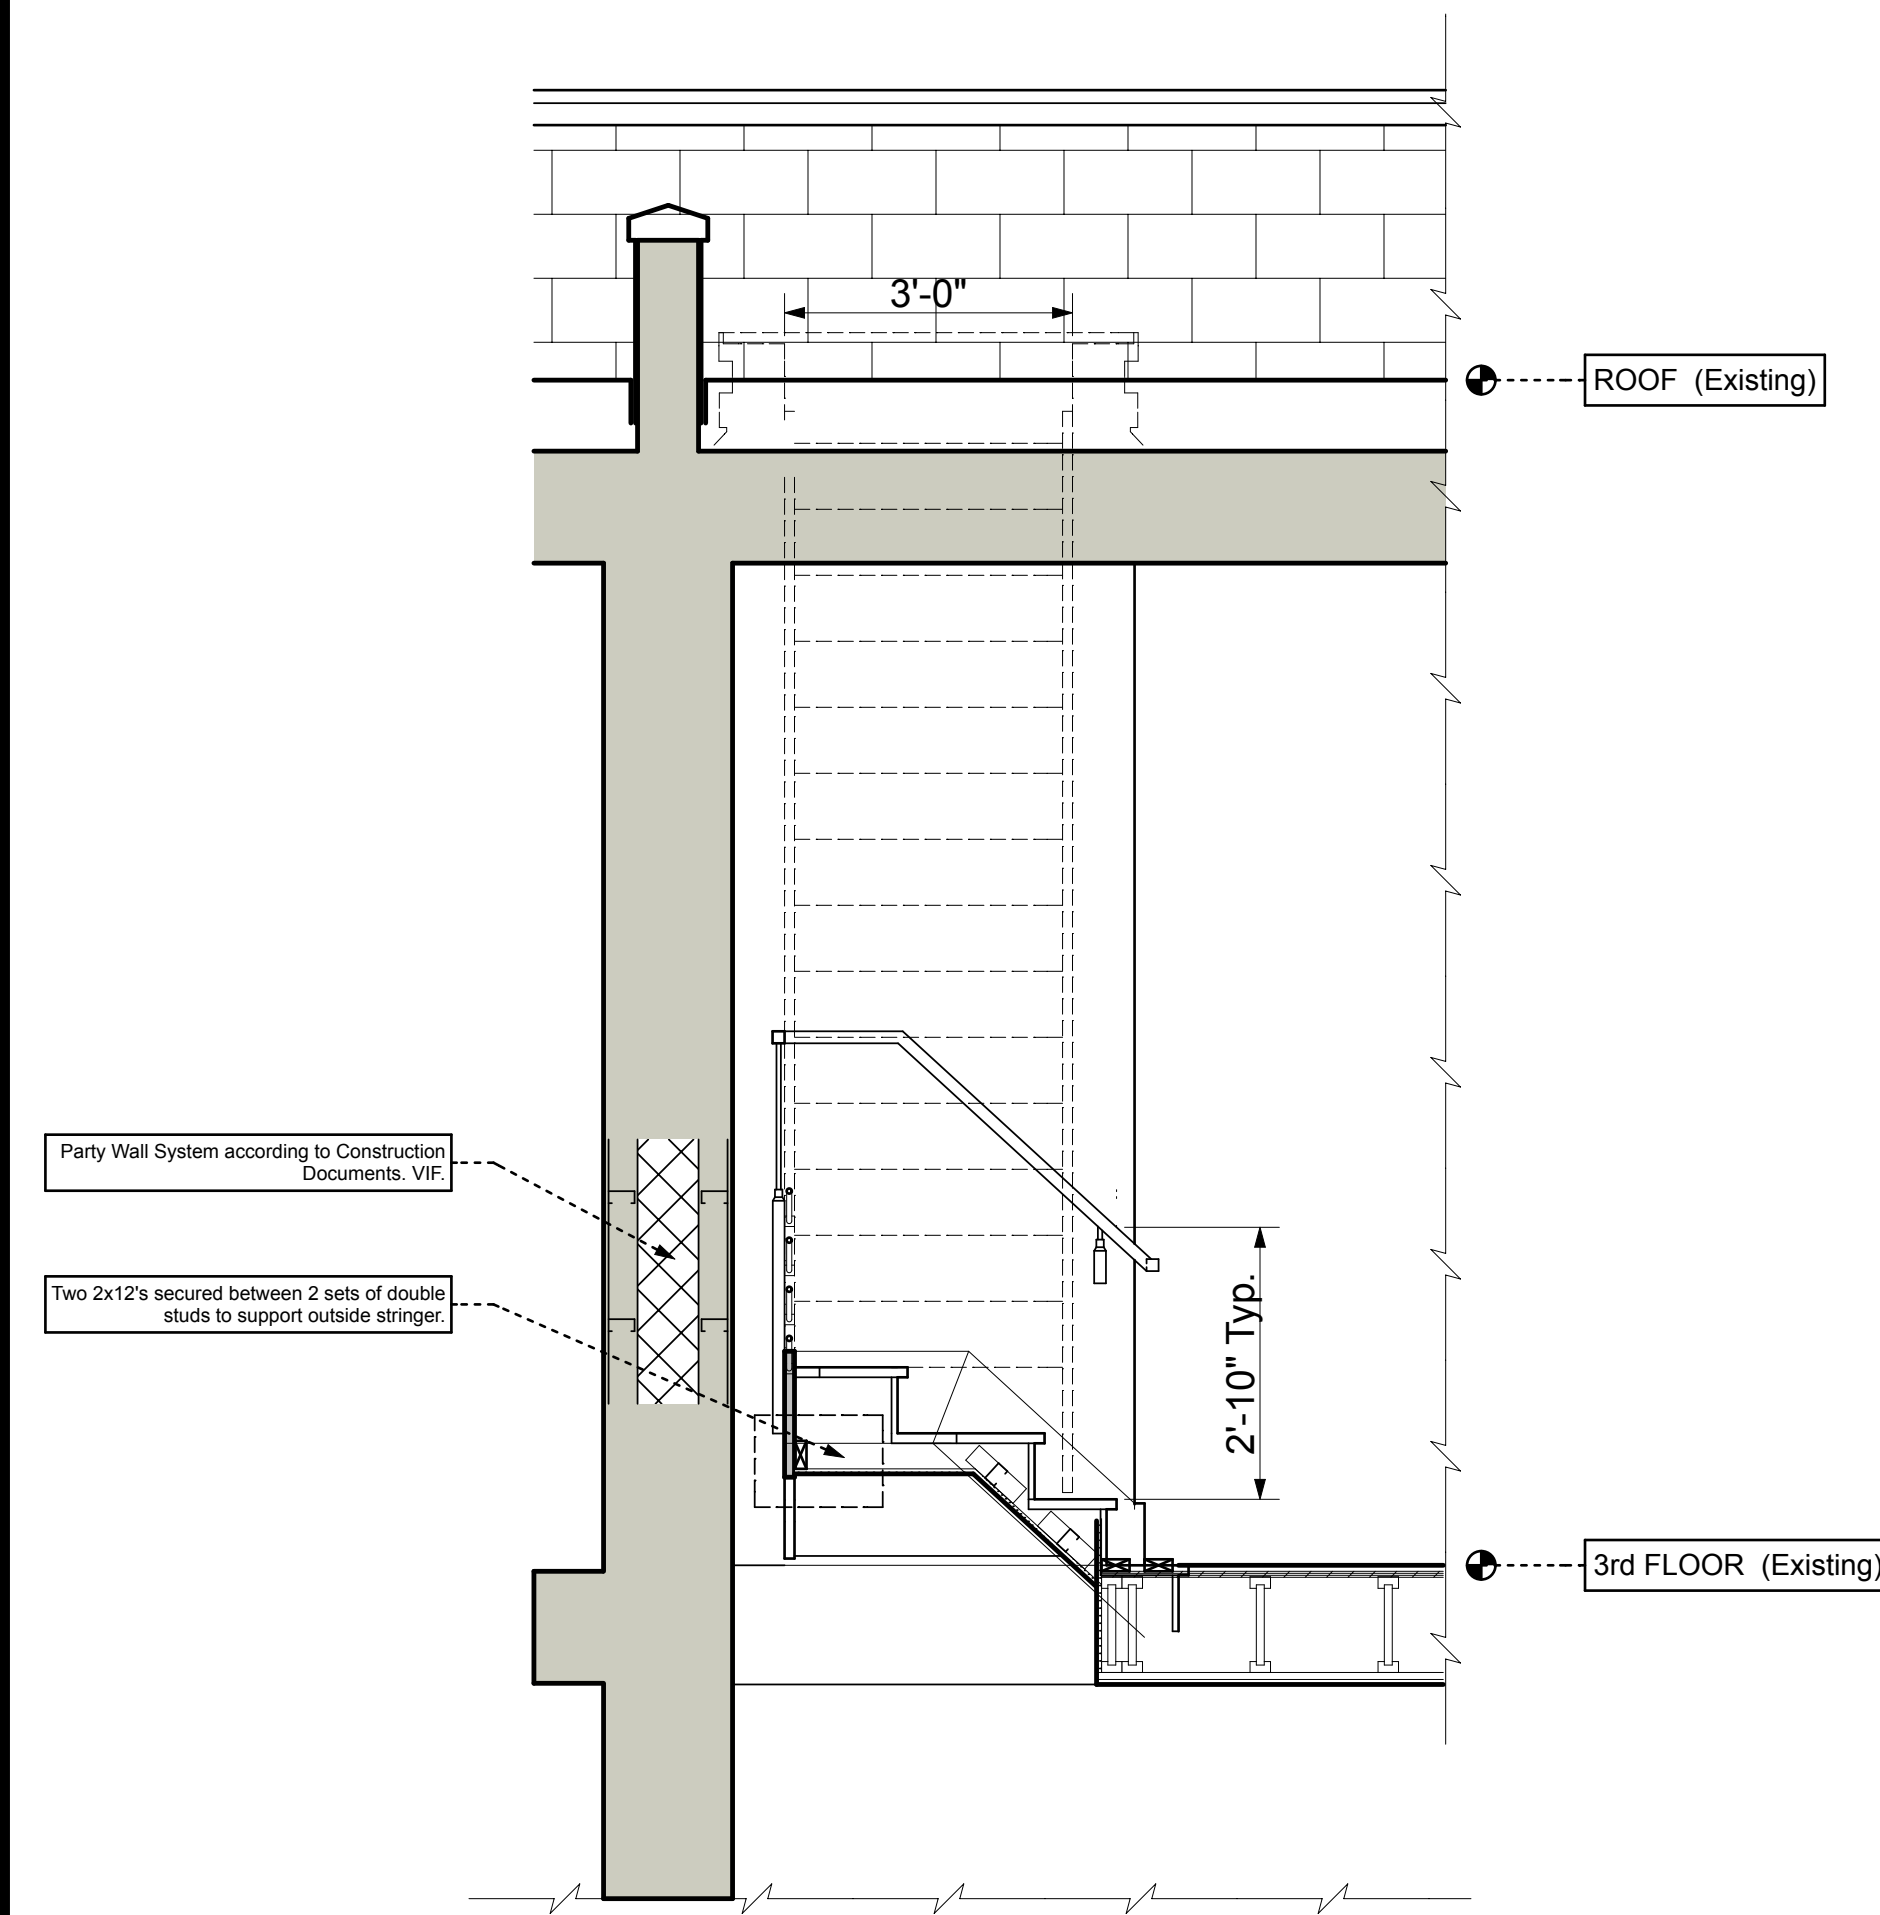 3'-0"
ROOF (Existing)
Party Wall System according to Construction
Documents. VIF.
Two 2x12's secured between 2 sets of double
studs to support outside stringer.
2'-10" Typ.
3rd FLOOR (Existing)